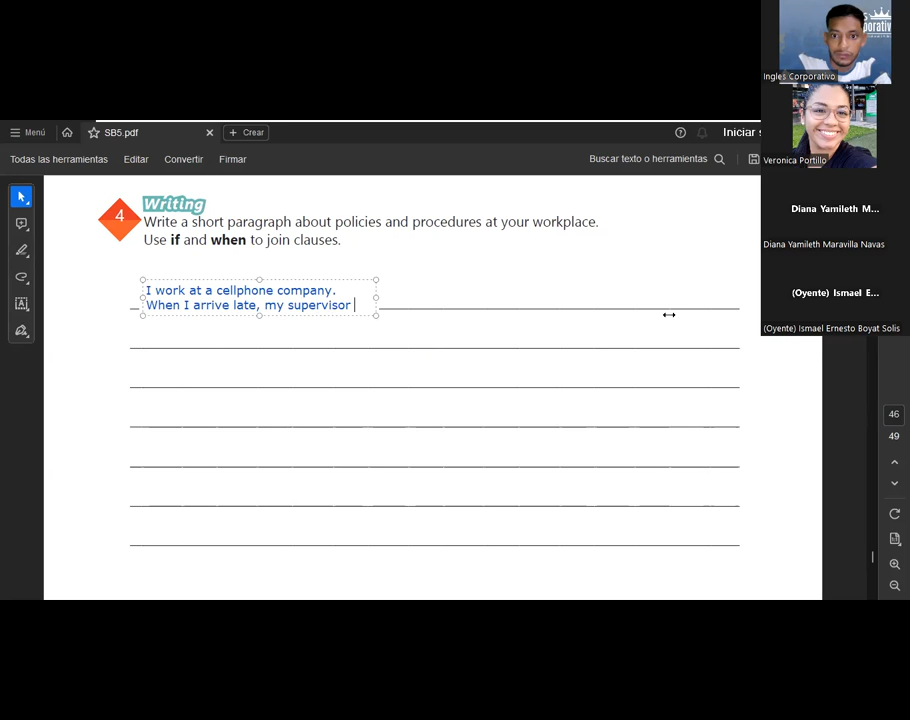 Ingles Corporativo
Menú
SB5.pdf
Crear
Iniciar s
Todas las herramientas
Editar
Convertir
Firmar
Buscar texto o herramientas
Veronica Portillo
4
Writing
Write a short paragraph about policies and procedures at your workplace.
Use if and when to join clauses.
Diana Yamileth M...
Diana Yamileth Maravilla Navas
I work at a cellphone company.
When I arrive late, my supervisor
(Oyente) Ismael E...
(Oyente) Ismael Ernesto Boyat Solis
46
49